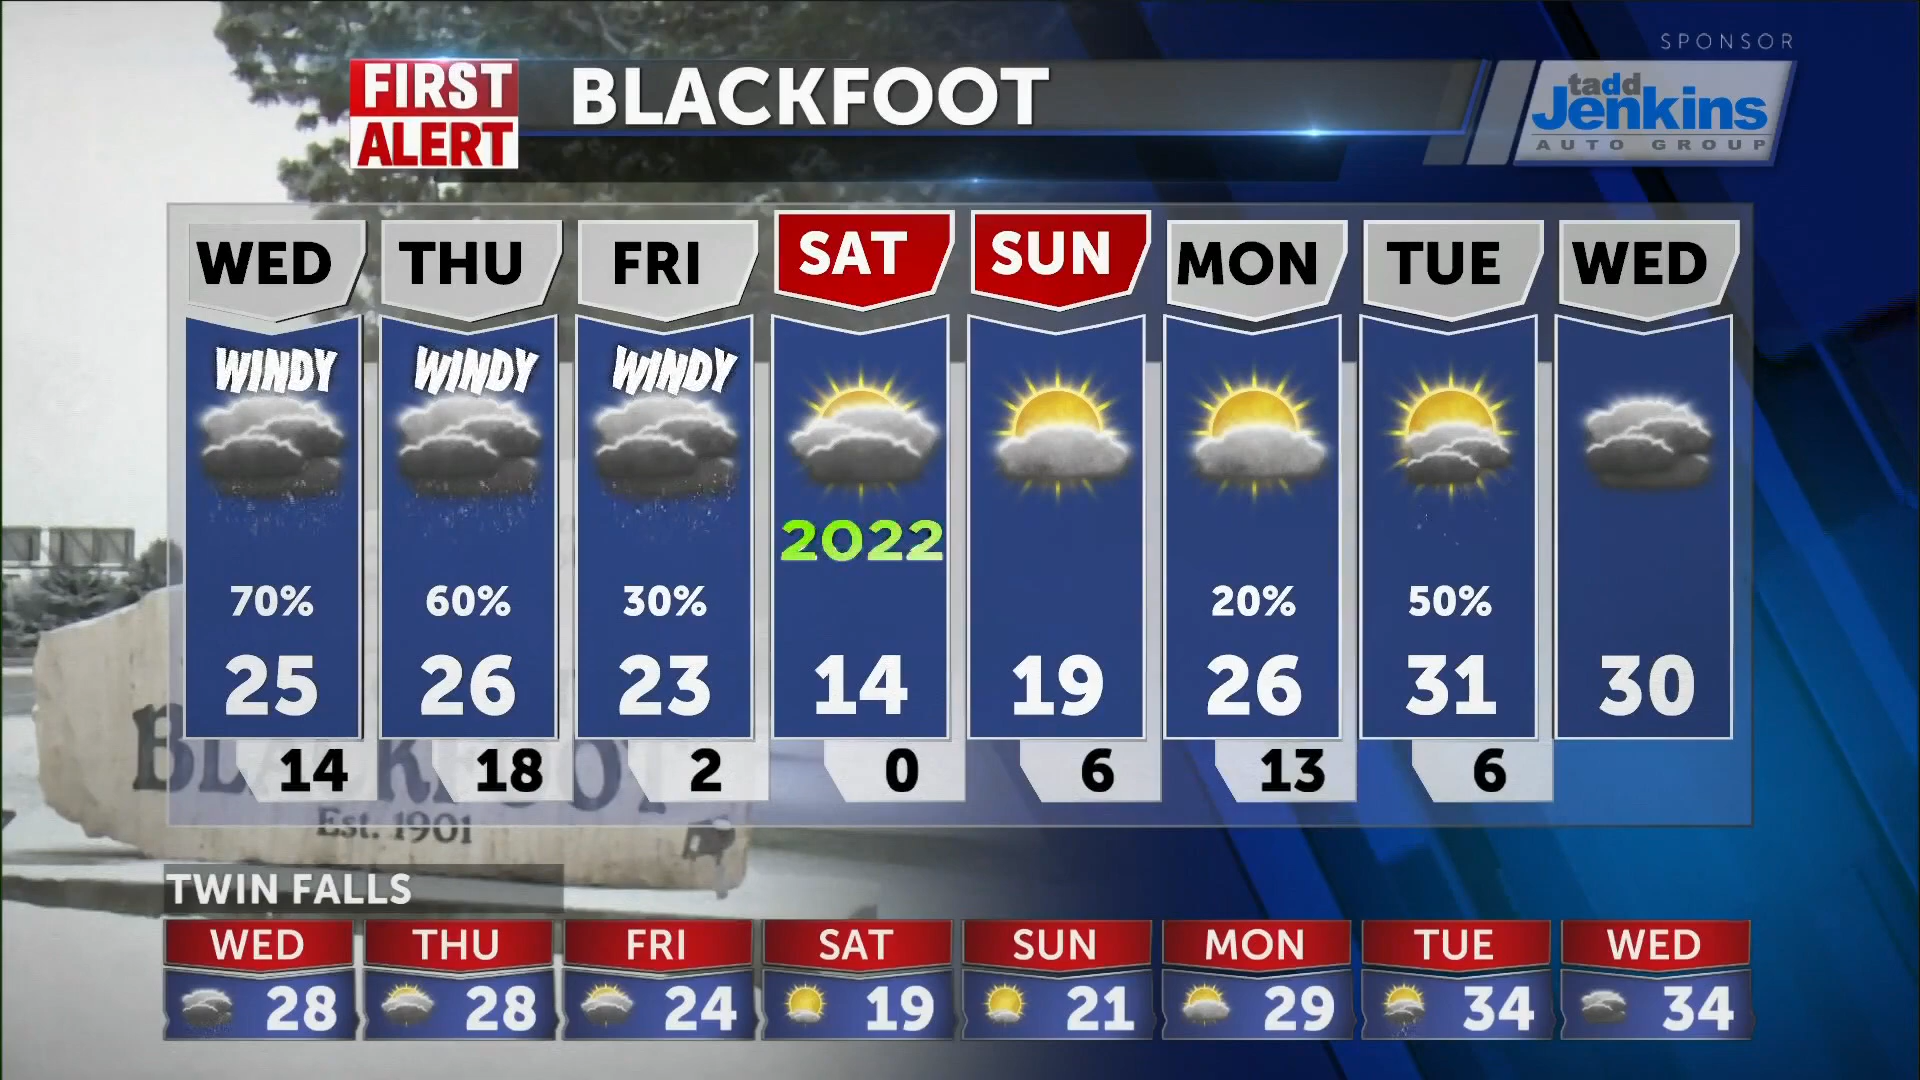 SPONSOR
FIRST
ALERT
BLACKFOOT
tadd
Jenkins
AUTO GROUP
WED THU FRI SAT SUN MON TUE WED
WINDY WINDY WINDY
2022
70% 60% 30% 20% 50%
25 26 23 14 19 26 31 30
14 18 2 0 6 13 6
BLACKFOOT
Est. 1901
TWIN FALLS
WED THU FRI SAT SUN MON TUE WED
28 28 24 19 21 29 34 34